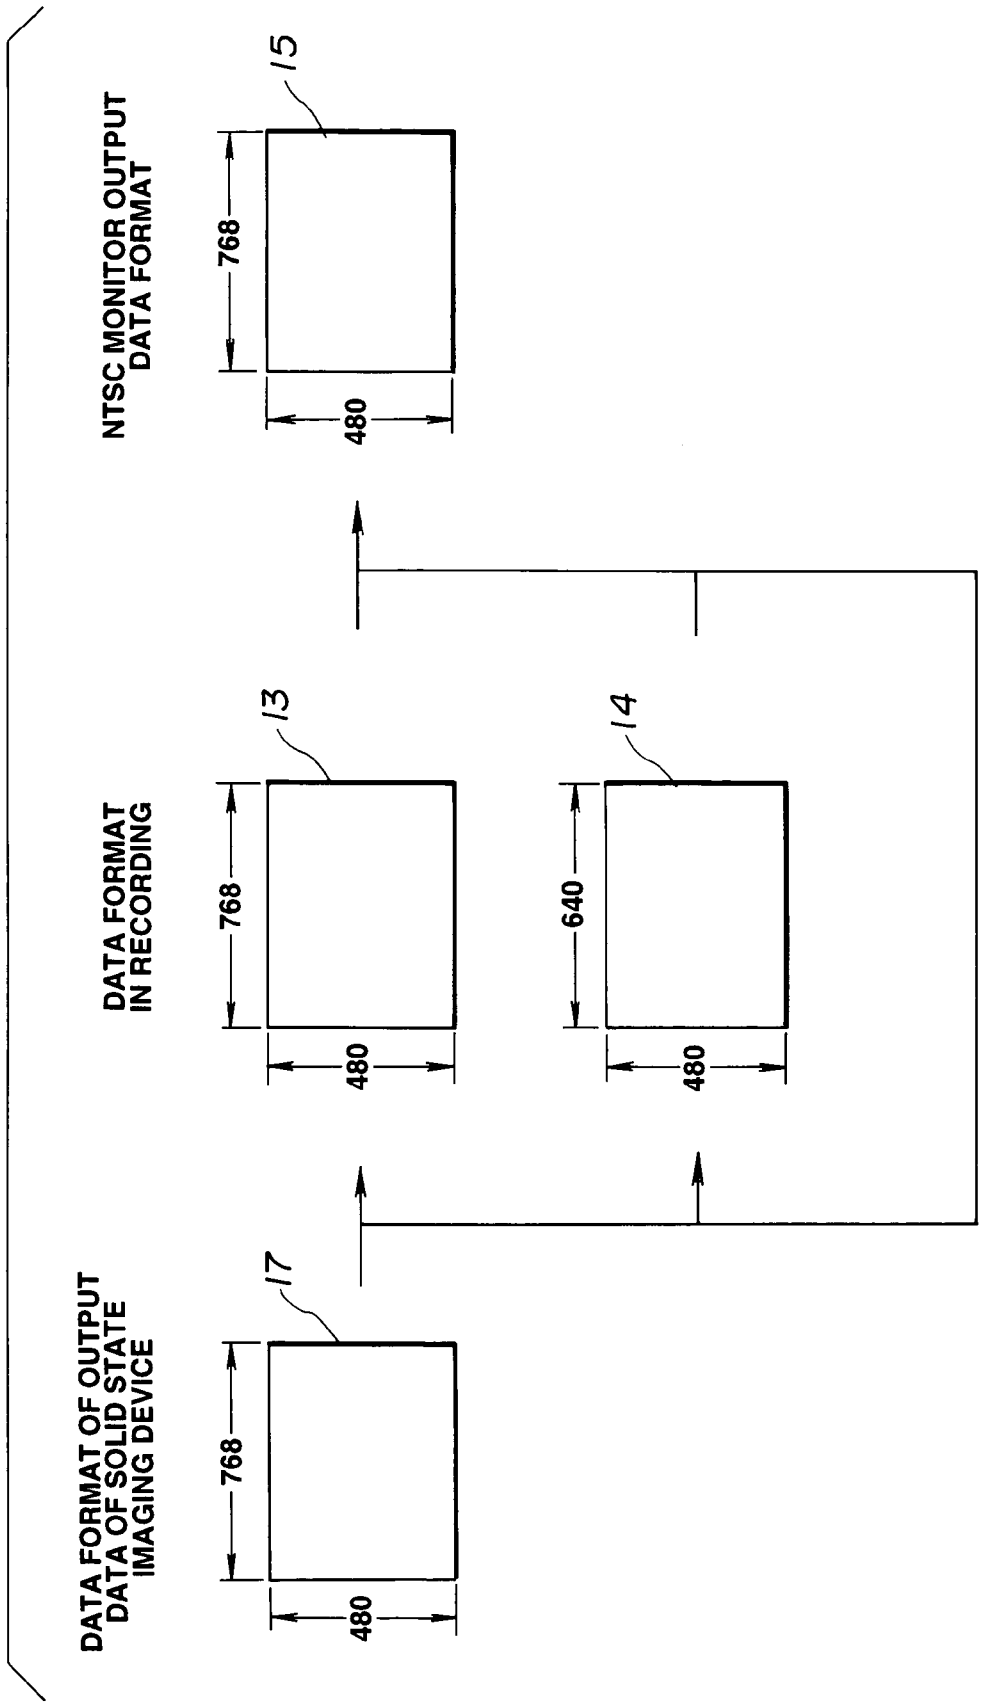 DATA FORMAT OF OUTPUT
DATA OF SOLID STATE
IMAGING DEVICE
768
480
17
DATA FORMAT
IN RECORDING
768
480
13
640
480
14
NTSC MONITOR OUTPUT
DATA FORMAT
768
480
15